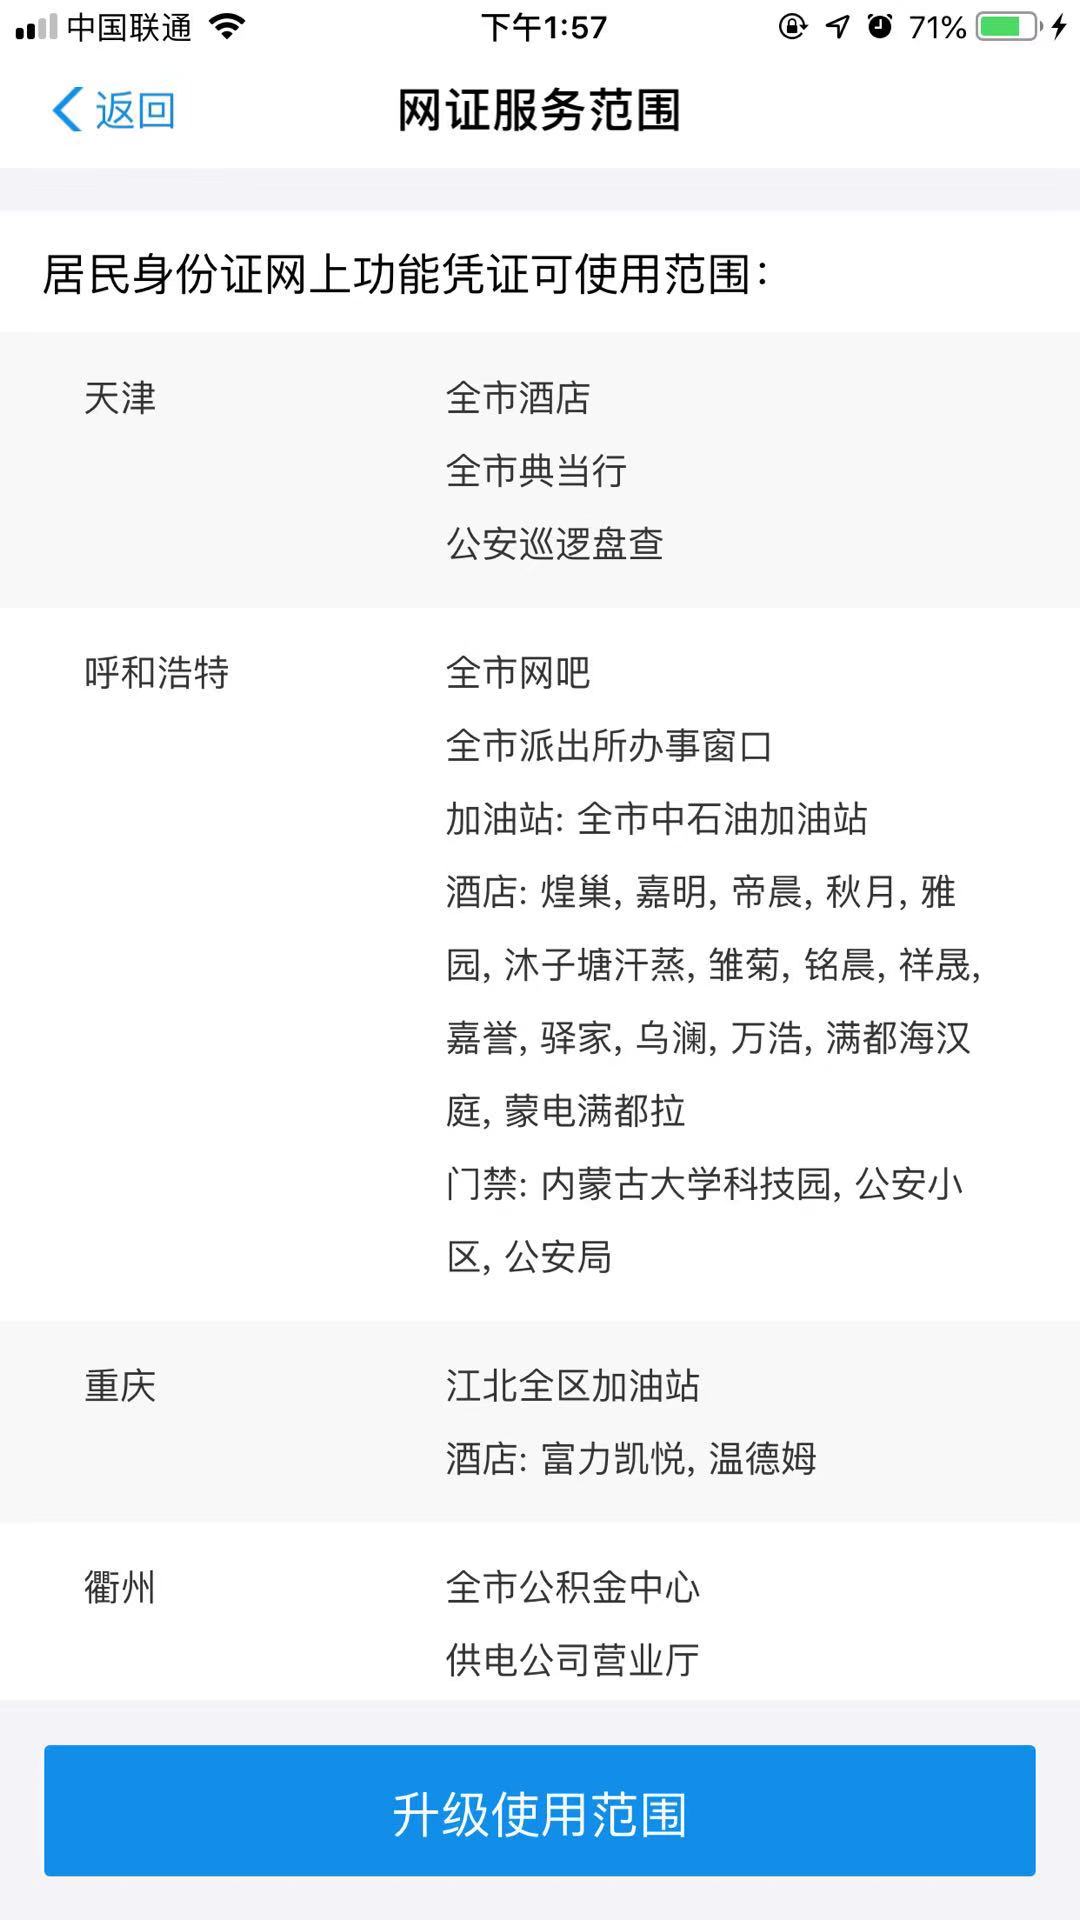 中国联通
下午1:57
71%
返回
网证服务范围
居民身份证网上功能凭证可使用范围：
天津
全市酒店
全市典当行
公安巡逻盘查
呼和浩特
全市网吧
全市派出所办事窗口
加油站: 全市中石油加油站
酒店: 煌巢, 嘉明, 帝晨, 秋月, 雅
园, 沐子塘汗蒸, 雏菊, 铭晨, 祥晟,
嘉誉, 驿家, 乌澜, 万浩, 满都海汉
庭, 蒙电满都拉
门禁: 内蒙古大学科技园, 公安小
区, 公安局
重庆
江北全区加油站
酒店: 富力凯悦, 温德姆
衢州
全市公积金中心
供电公司营业厅
升级使用范围